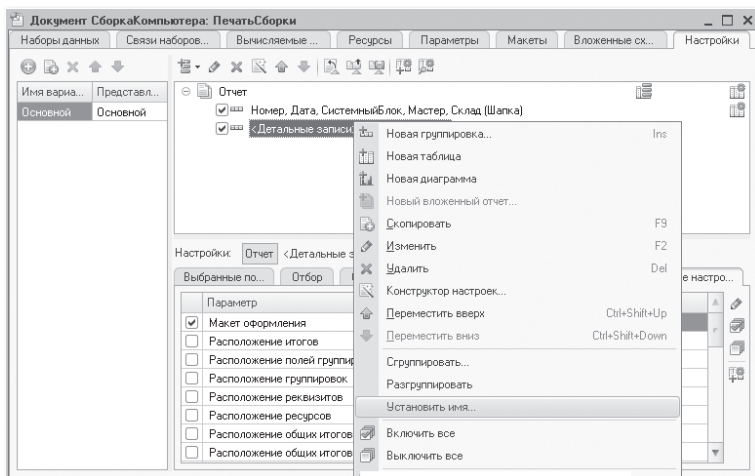 Документ СборкаКомпьютера: ПечатьСборки
Наборы данных Связи наборов... Вычисляемые ... Ресурсы Параметры Макеты Вложенные сх... Настройки
Имя вариа... Представл...
Основной Основной
Отчет
Номер, Дата, СистемныйБлок, Мастер, Склад (Шапка)
<Детальные записи
Новая группировка... Ins
Новая таблица
Новая диаграмма
Новый вложенный отчет...
Скопировать F9
Изменить F2
Удалить Del
Конструктор настроек...
Переместить вверх Ctrl+Shift+Up
Переместить вниз Ctrl+Shift+Down
Сгруппировать...
Разгруппировать
Установить имя...
Включить все
Выключить все
Настройки: Отчет <Детальные з
Выбранные по... Отбор е настро...
Параметр
Макет оформления
Расположение итогов
Расположение полей группир
Расположение группировок
Расположение реквизитов
Расположение ресурсов
Расположение общих итогов
Расположение общих итогов